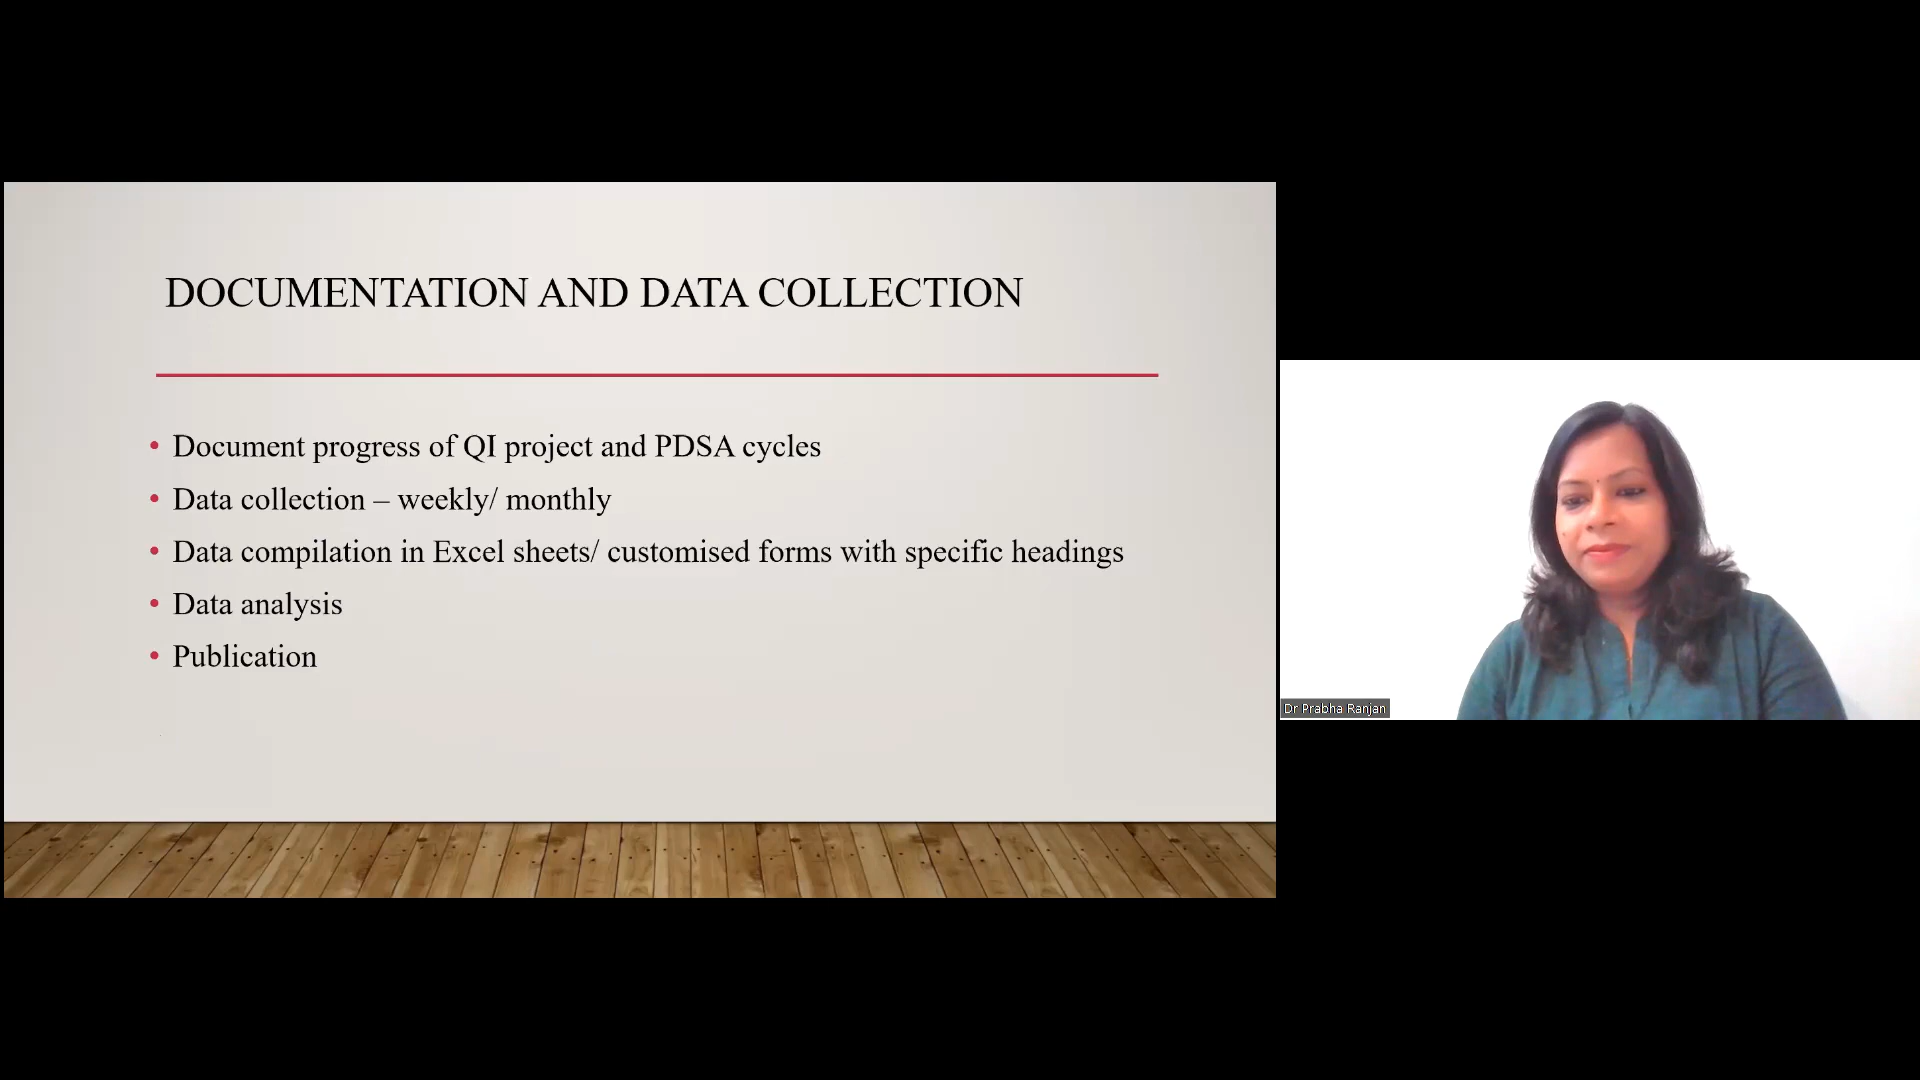 DOCUMENTATION AND DATA COLLECTION
• Document progress of QI project and PDSA cycles
• Data collection – weekly/ monthly
• Data compilation in Excel sheets/ customised forms with specific headings
• Data analysis
• Publication
Dr Prabha Ranjan